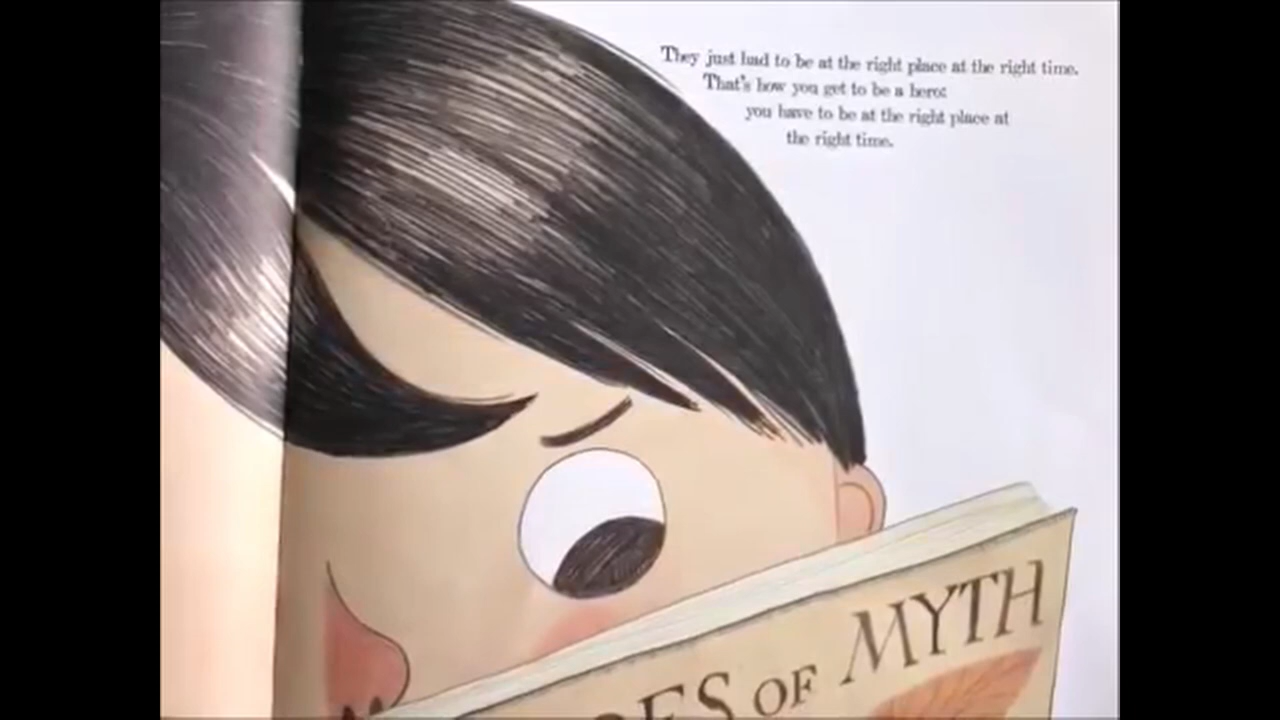 They just had to be at the right place at the right time.
That's how you get to be a hero:
you have to be at the right place at
the right time.
OF MYTH